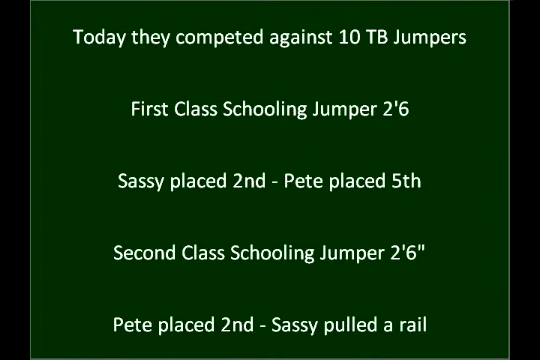 Today they competed against 10 TB Jumpers
First Class Schooling Jumper 2'6
Sassy placed 2nd - Pete placed 5th
Second Class Schooling Jumper 2'6"
Pete placed 2nd - Sassy pulled a rail